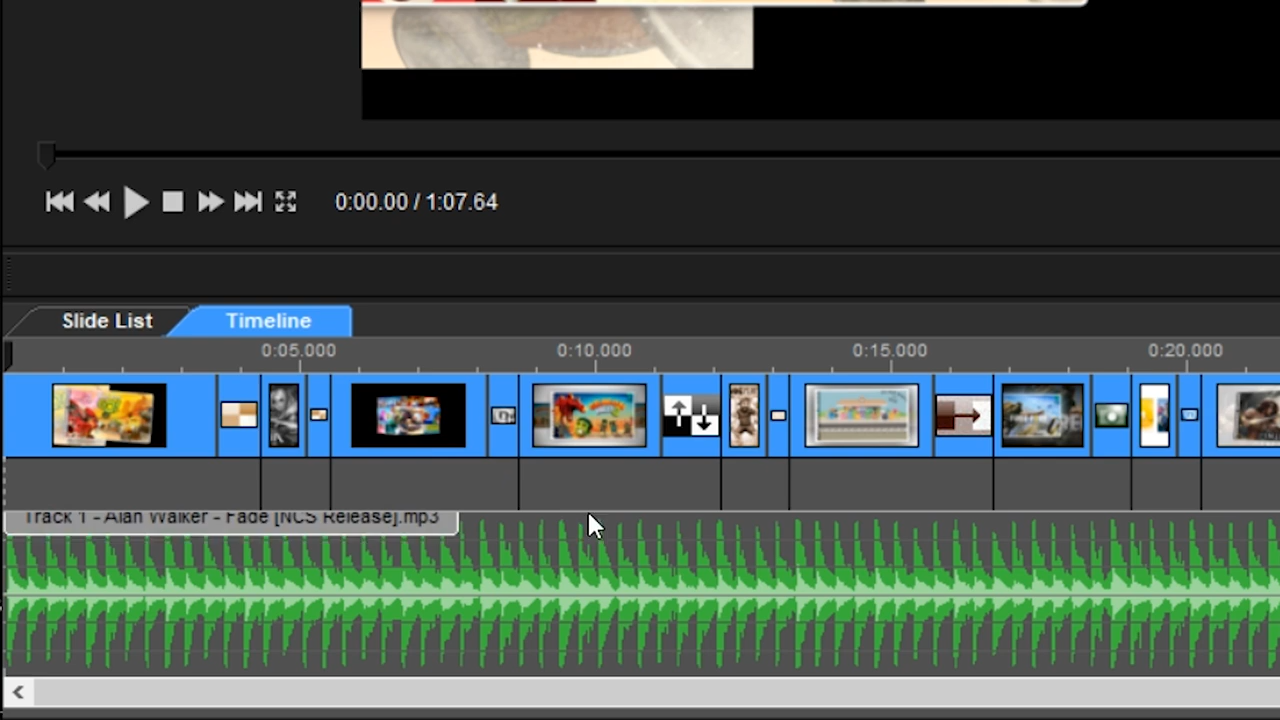 0:00.00 / 1:07.64
Slide List
Timeline
0:05.000 0:10.000 0:15.000 0:20.000
Track 1 - Alan Walker - Fade [NCS Release].mp3